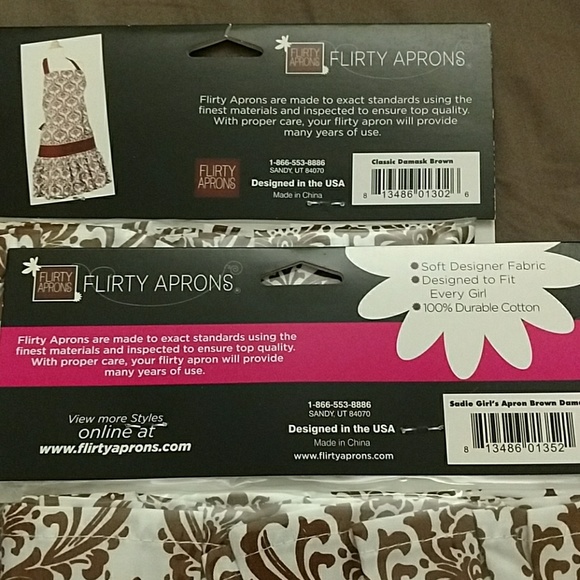 FLIRTY
APRONS
FLIRTY APRONS
Flirty Aprons are made to exact standards using the
finest materials and inspected to ensure top quality.
With proper care, your flirty apron will provide
many years of use.
FLIRTY
APRONS
1-866-553-8886
SANDY, UT 84070
Designed in the USA
Made in China
Classic Damask Brown
8 13486 01302 6
FLIRTY
APRONS
FLIRTY APRONS
Soft Designer Fabric
Designed to Fit
Every Girl
100% Durable Cotton
Flirty Aprons are made to exact standards using the
finest materials and inspected to ensure top quality.
With proper care, your flirty apron will provide
many years of use.
View more Styles
online at
www.flirtyaprons.com
1-866-553-8886
SANDY, UT 84070
Designed in the USA
Made in China
www.flirtyaprons.com
Sadie Girl's Apron Brown Dama
8 13486 01352